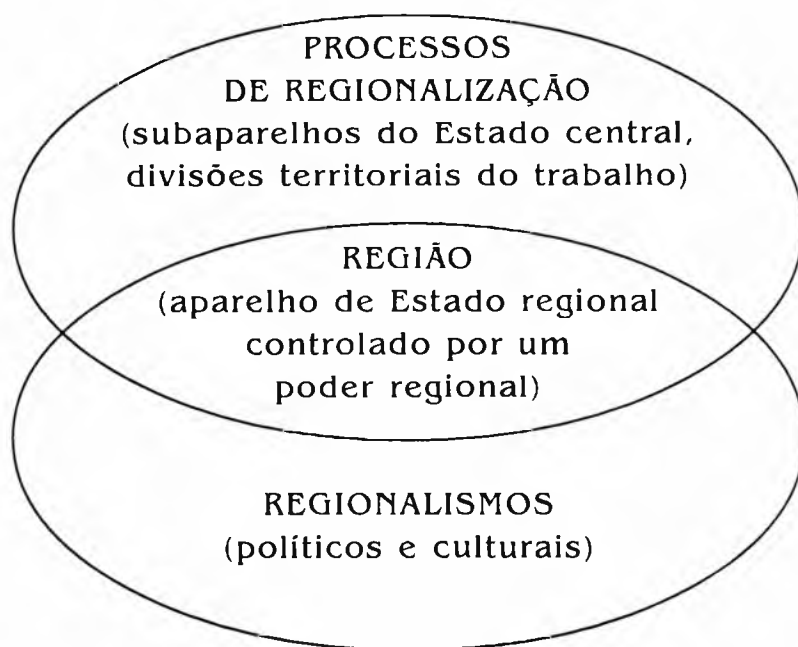 PROCESSOS
DE REGIONALIZAÇÃO
(subaparelhos do Estado central,
divisões territoriais do trabalho)
REGIÃO
(aparelho de Estado regional
controlado por um
poder regional)
REGIONALISMOS
(políticos e culturais)